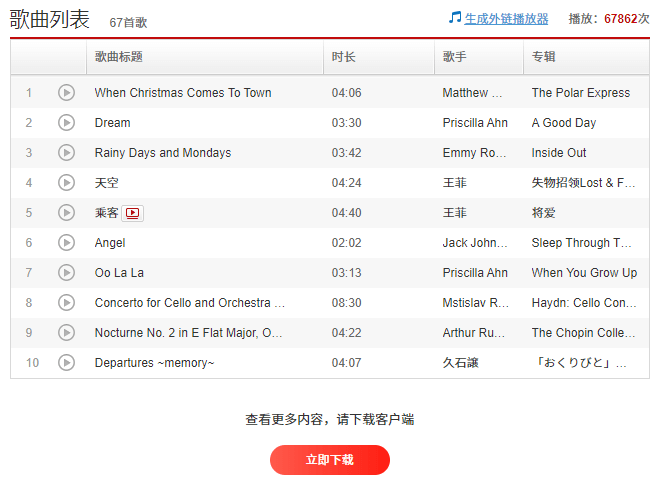 歌曲列表 67首歌 生成外链播放器 播放：67862次
歌曲标题 时长 歌手 专辑
1 When Christmas Comes To Town 04:06 Matthew ... The Polar Express
2 Dream 03:30 Priscilla Ahn A Good Day
3 Rainy Days and Mondays 03:42 Emmy Ro... Inside Out
4 天空 04:24 王菲 失物招领Lost & F...
5 乘客 04:40 王菲 将爱
6 Angel 02:02 Jack John... Sleep Through T...
7 Oo La La 03:13 Priscilla Ahn When You Grow Up
8 Concerto for Cello and Orchestra ... 08:30 Mstislav R... Haydn: Cello Con...
9 Nocturne No. 2 in E Flat Major, O... 04:22 Arthur Ru... The Chopin Colle...
10 Departures ~memory~ 04:07 久石譲 「おくりびと」...
查看更多内容，请下载客户端
立即下载